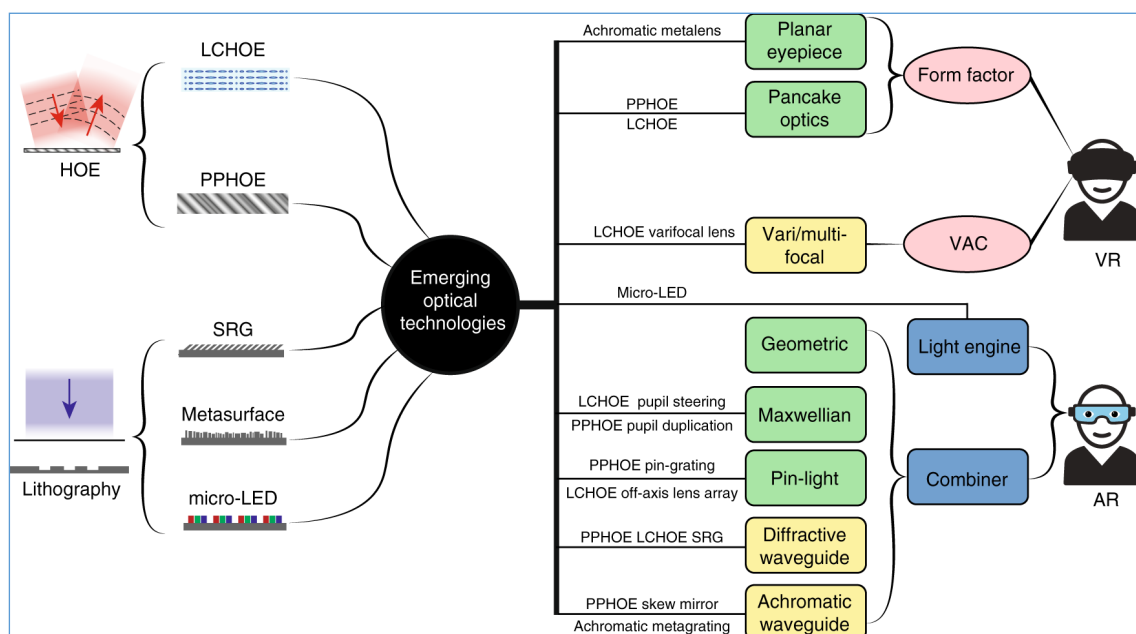 LCHOE
HOE
PPHOE
SRG
Metasurface
Lithography
micro-LED
Emerging
optical
technologies
Achromatic metalens
Planar
eyepiece
PPHOE
LCHOE
Pancake
optics
Form factor
LCHOE varifocal lens
Vari/multi-
focal
VAC
VR
Micro-LED
Geometric
Light engine
LCHOE pupil steering
PPHOE pupil duplication
Maxwellian
PPHOE pin-grating
LCHOE off-axis lens array
Pin-light
Combiner
AR
PPHOE LCHOE SRG
Diffractive
waveguide
PPHOE skew mirror
Achromatic metagrating
Achromatic
waveguide